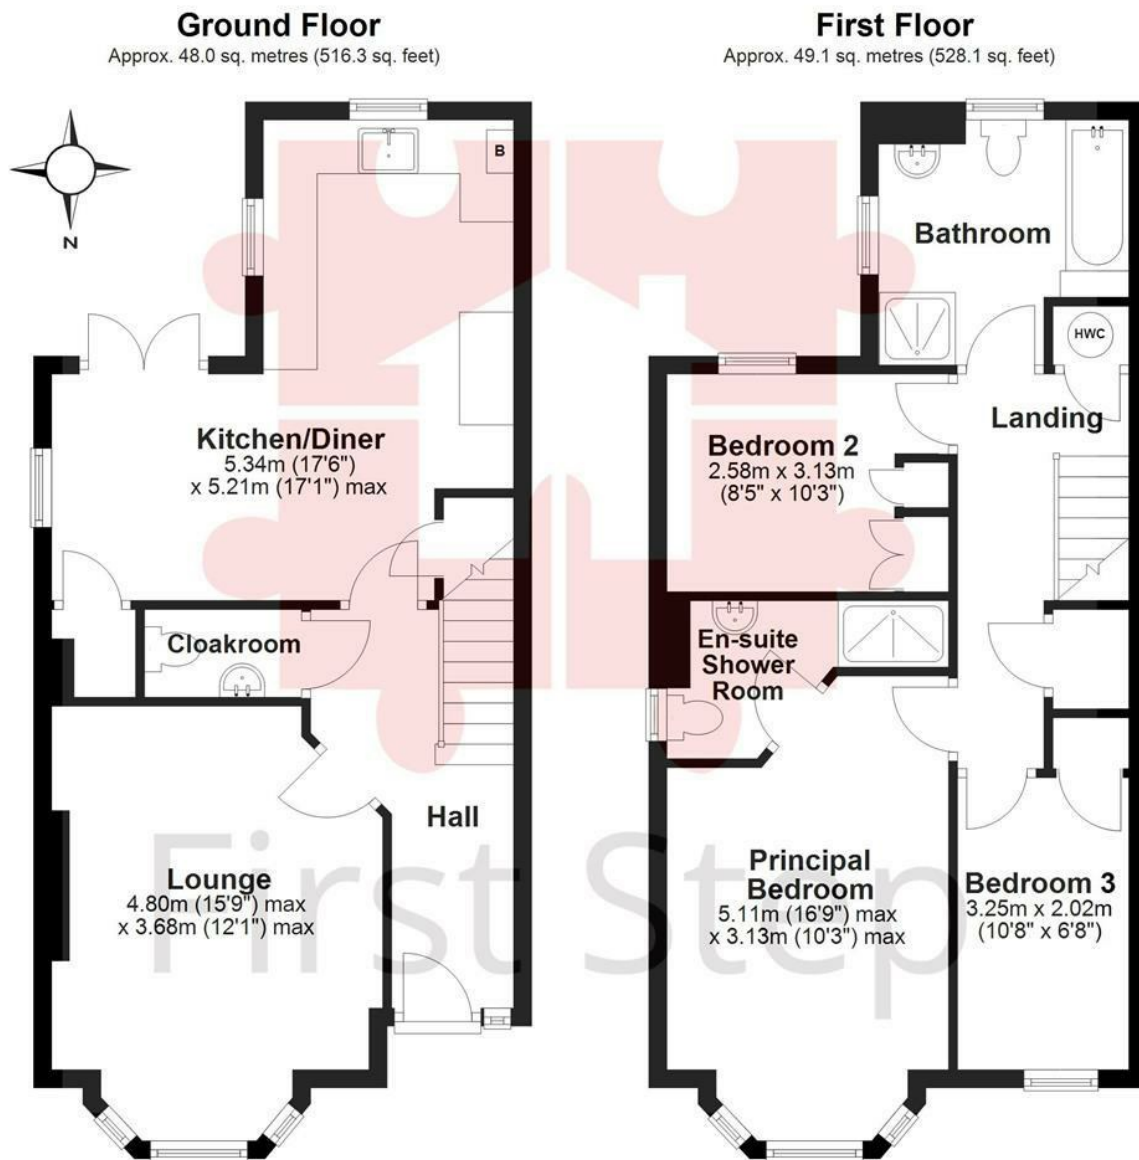 Ground Floor
Approx. 48.0 sq. metres (516.3 sq. feet)
N
B
Kitchen/Diner
5.34m (17'6")
x 5.21m (17'1") max
Cloakroom
Lounge
4.80m (15'9") max
x 3.68m (12'1") max
Hall
First Floor
Approx. 49.1 sq. metres (528.1 sq. feet)
Bathroom
HWC
Landing
Bedroom 2
2.58m x 3.13m
(8'5" x 10'3")
En-suite
Shower
Room
Principal
Bedroom
5.11m (16'9") max
x 3.13m (10'3") max
Bedroom 3
3.25m x 2.02m
(10'8" x 6'8")
First Step